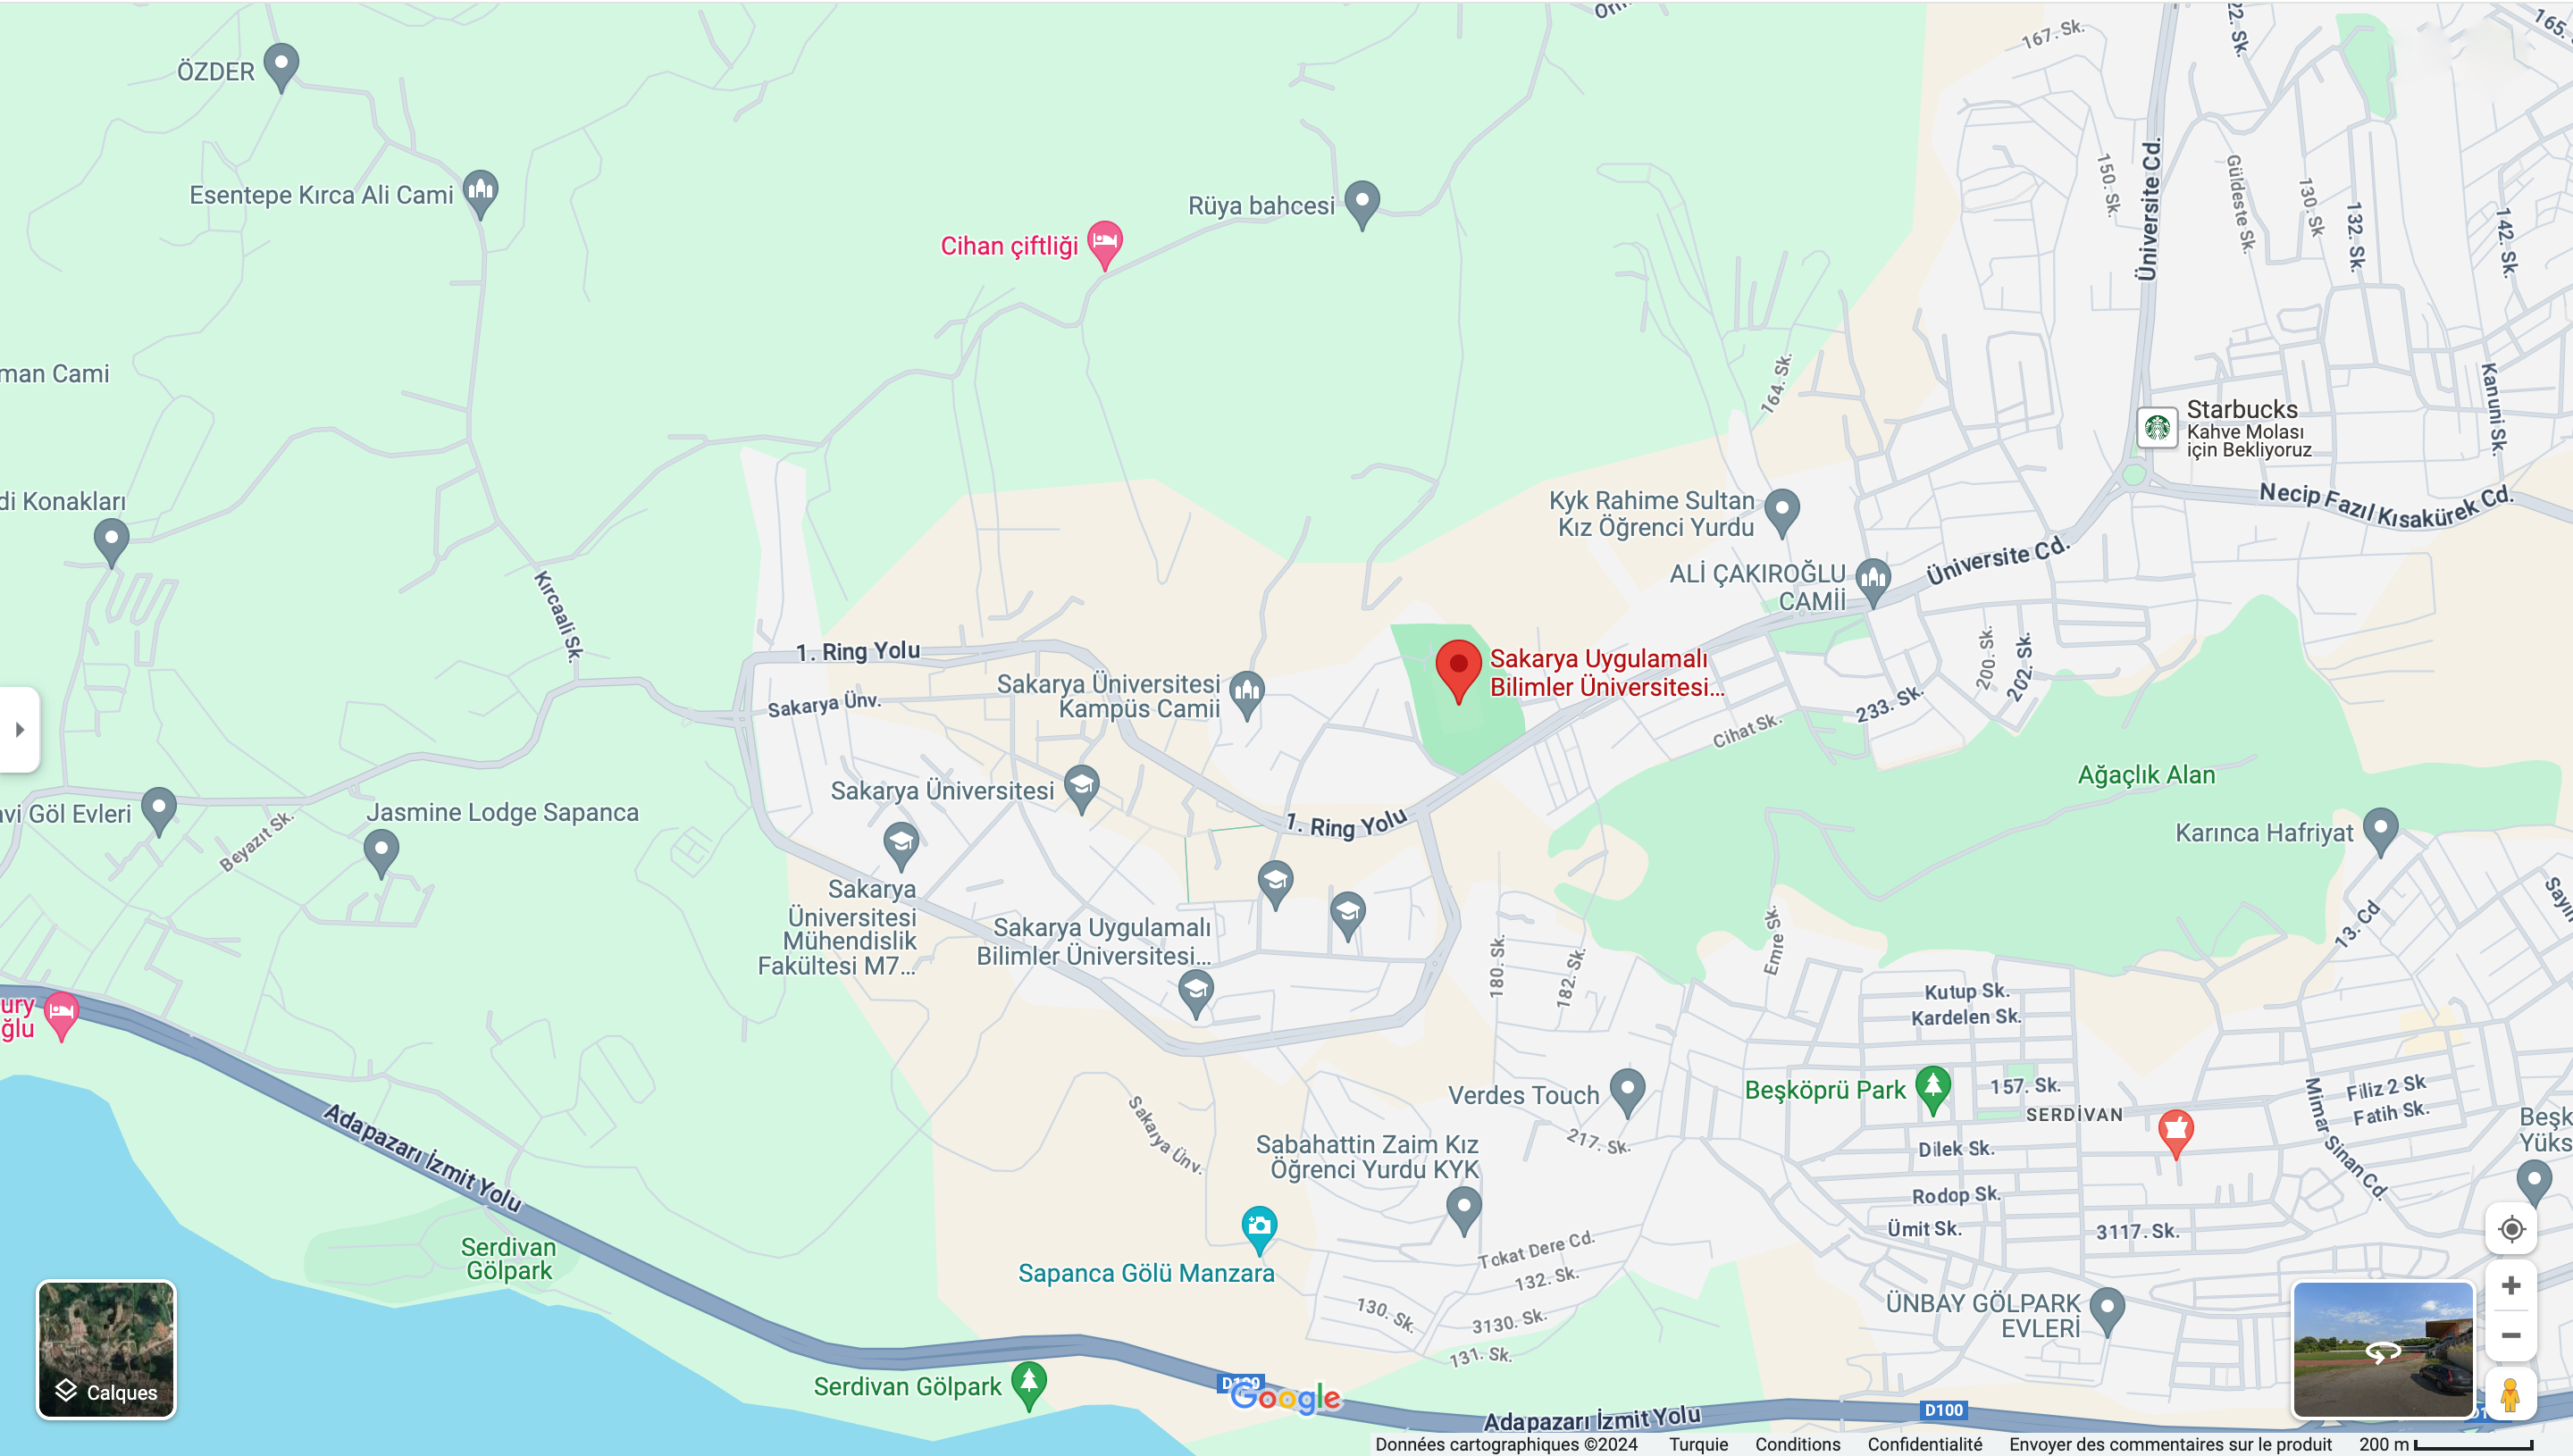 Orm
165.
22. Sk.
167. Sk.
ÖZDER
Üniversite Cd.
150. Sk.
Güldeste Sk.
130. Sk
132. Sk.
142. Sk.
Esentepe Kırca Ali Cami
Rüya bahcesi
Cihan çiftliği
man Cami
164. Sk.
Kanuni Sk.
Starbucks
Kahve Molası
için Bekliyoruz
di Konakları
Kyk Rahime Sultan
Kız Öğrenci Yurdu
Necip Fazıl Kısakürek Cd.
Üniversite Cd.
ALİ ÇAKIROĞLU
CAMİİ
Kırcaali Sk.
1. Ring Yolu
Sakarya Üniversitesi
Kampüs Camii
Sakarya Uygulamalı
Bilimler Üniversitesi...
200. Sk.
202. Sk.
233. Sk.
Sakarya Ünv.
Cihat Sk.
Ağaçlık Alan
Sakarya Üniversitesi
avi Göl Evleri
Jasmine Lodge Sapanca
Beyazıt Sk.
1. Ring Yolu
Karınca Hafriyat
Sakarya
Üniversitesi
Mühendislik
Fakültesi M7...
Sakarya Uygulamalı
Bilimler Üniversitesi...
180. Sk.
182. Sk.
Emre Sk.
13. Cd
Sayın
Kutup Sk.
Kardelen Sk.
ury
ğlu
Verdes Touch
Beşköprü Park
157. Sk.
SERDİVAN
Filiz 2 Sk
Fatih Sk.
Mimar Sinan Cd.
Beşk
Yüks
Adapazarı İzmit Yolu
Sakarya Ünv.
217. Sk.
Dilek Sk.
Sabahattin Zaim Kız
Öğrenci Yurdu KYK
Rodop Sk.
Ümit Sk.
3117. Sk.
Serdivan
Gölpark
Sapanca Gölü Manzara
Tokat Dere Cd.
132. Sk.
130. Sk.
3130. Sk.
131. Sk.
ÜNBAY GÖLPARK
EVLERİ
Calques
Serdivan Gölpark
D100
Google
Adapazarı İzmit Yolu
D100
D1
Données cartographiques ©2024 Turquie Conditions Confidentialité Envoyer des commentaires sur le produit 200 m